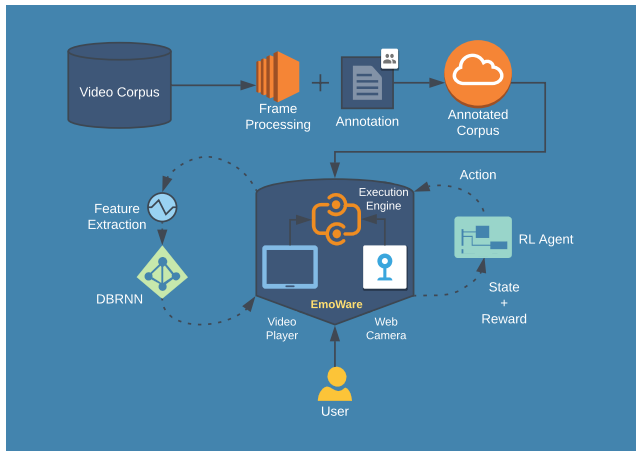 Video Corpus
Frame
Processing
Annotation
Annotated
Corpus
Action
Execution
Engine
Feature
Extraction
RL Agent
DBRNN
State
+
Reward
EmoWare
Video
Player
Web
Camera
User